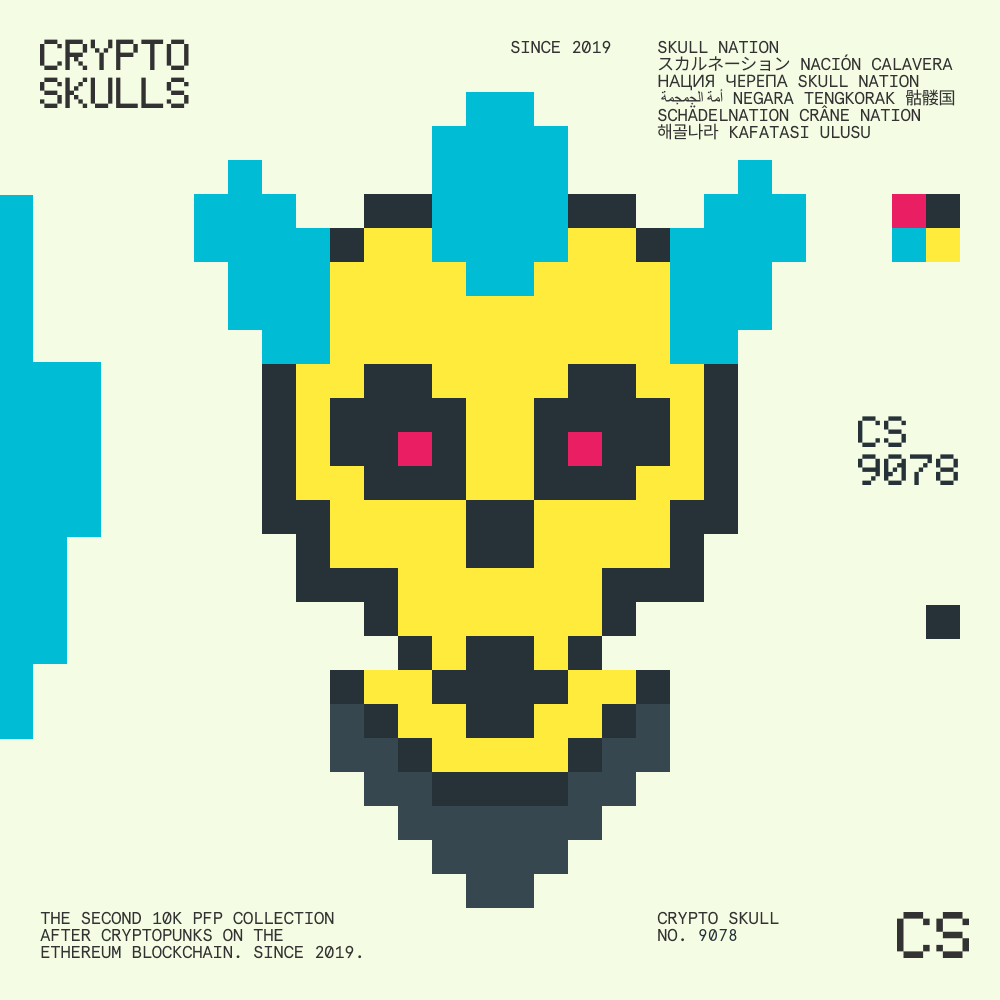 CRYPTO
SKULLS
SINCE 2019
SKULL NATION
スカルネーション NACIÓN CALAVERA
НАЦИЯ ЧЕРЕПА SKULL NATION
أمة الجمجمة NEGARA TENGKORAK 骷髅国
SCHÄDELNATION CRÂNE NATION
해골나라 KAFATASI ULUSU
CS
9078
THE SECOND 10K PFP COLLECTION
AFTER CRYPTOPUNKS ON THE
ETHEREUM BLOCKCHAIN. SINCE 2019.
CRYPTO SKULL
NO. 9078
CS